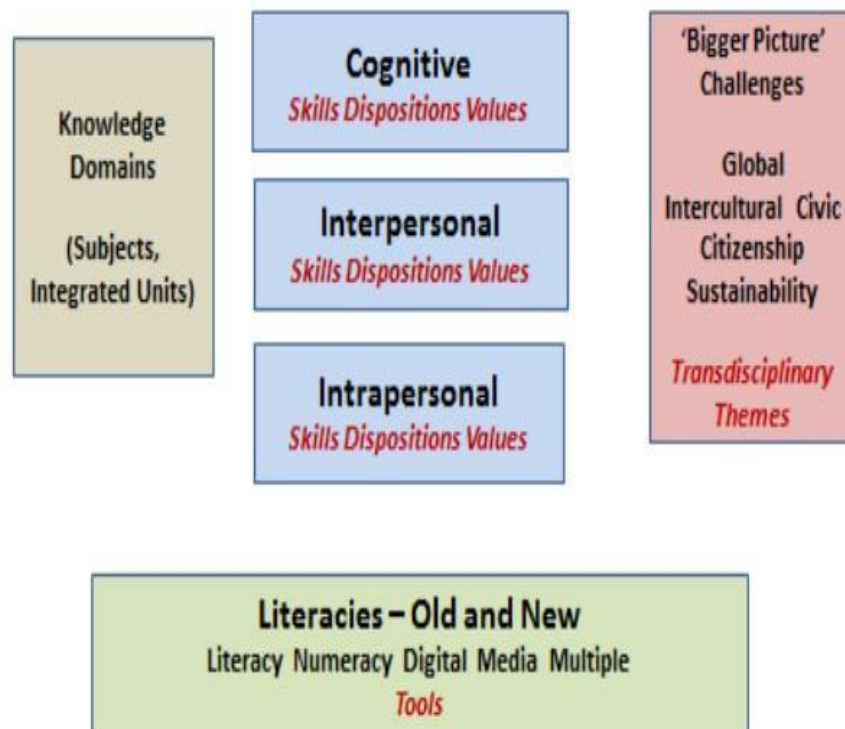 Knowledge
Domains
(Subjects,
Integrated Units)
Cognitive
Skills Dispositions Values
Interpersonal
Skills Dispositions Values
Intrapersonal
Skills Dispositions Values
‘Bigger Picture’
Challenges
Global
Intercultural Civic
Citizenship
Sustainability
Transdisciplinary
Themes
Literacies – Old and New
Literacy Numeracy Digital Media Multiple
Tools